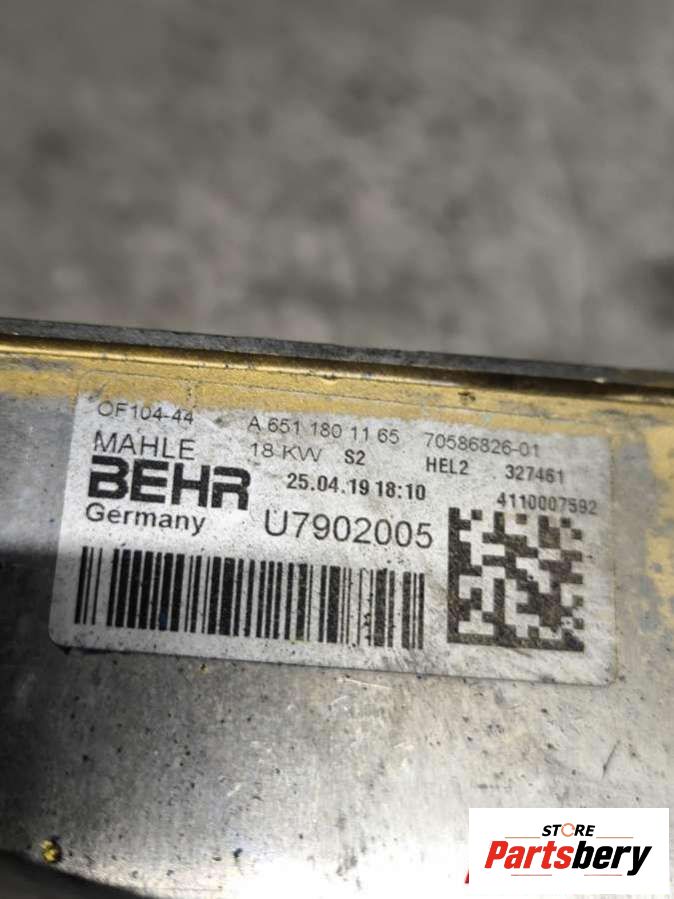 OF104-44 A 651 180 11 65 70586826-01
MAHLE 18 KW S2 HEL2 327461
BEHR 25.04.19 18:10 4110007592
Germany U7902005
STORE
Partsbery